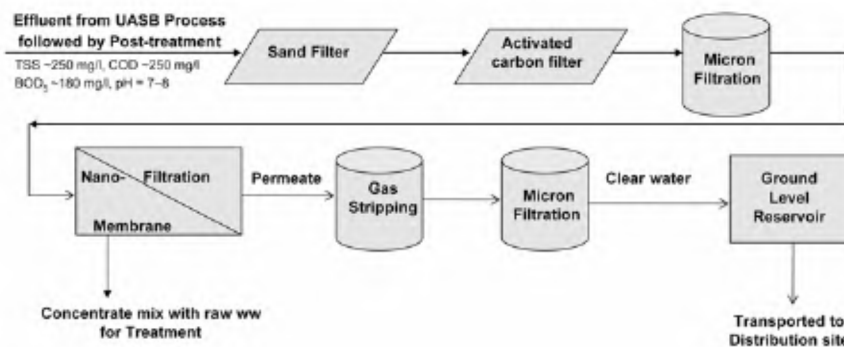 Effluent from UASB Process
followed by Post-treatment
TSS ~250 mg/l, COD ~250 mg/l
BOD5 ~180 mg/l, pH = 7–8
Sand Filter
Activated
carbon filter
Micron
Filtration
Nano- Filtration
Membrane
Permeate
Gas
Stripping
Micron
Filtration
Clear water
Ground
Level
Reservoir
Concentrate mix with raw ww
for Treatment
Transported to
Distribution site